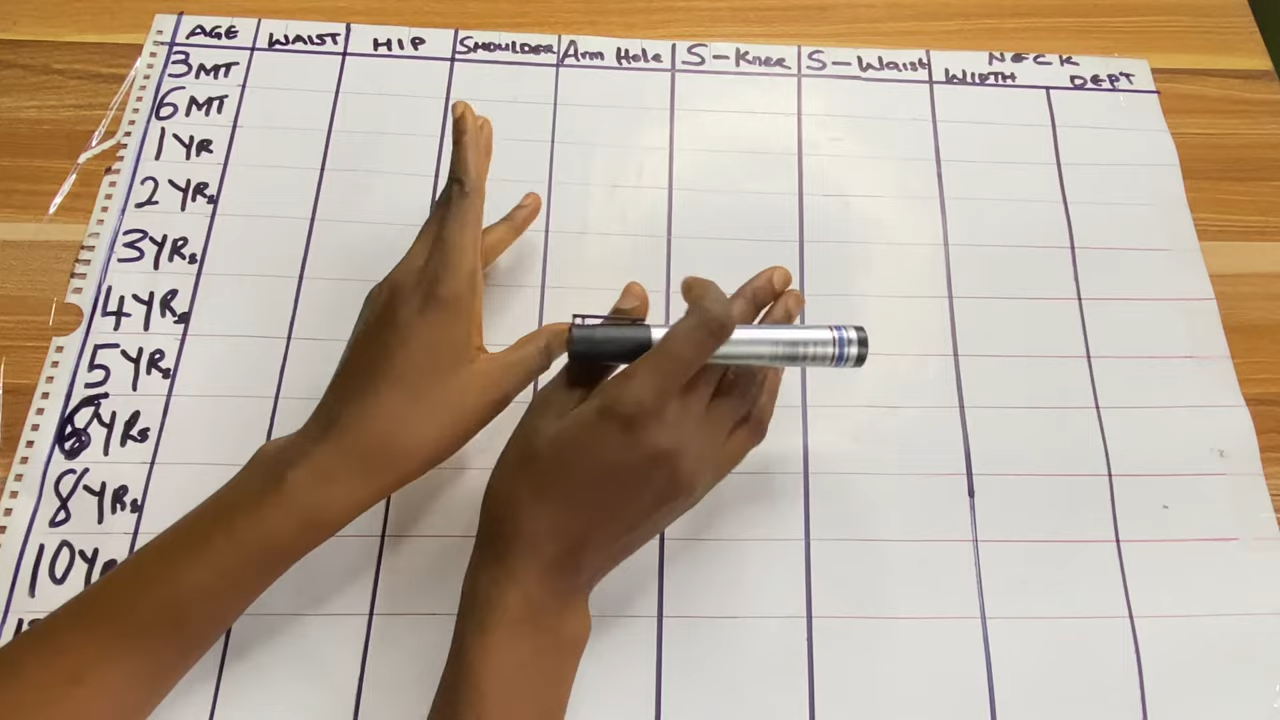 AGE WAIST HIP SHOULDER Arm Hole S-Knee S-Waist NECK
WIDTH DEPT
3MT
6MT
1YR
2YRs
3YRs
4YRs
5YRs
6YRs
8YRs
10YR